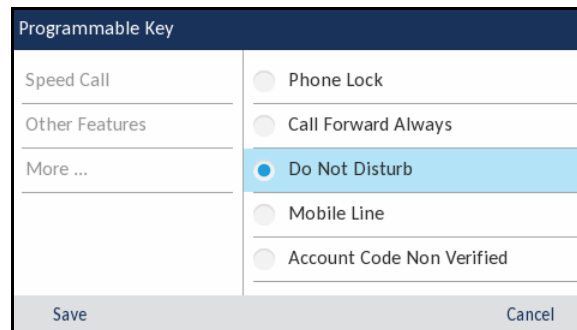 Programmable Key
Speed Call
Other Features
More ...
Phone Lock
Call Forward Always
Do Not Disturb
Mobile Line
Account Code Non Verified
Save
Cancel